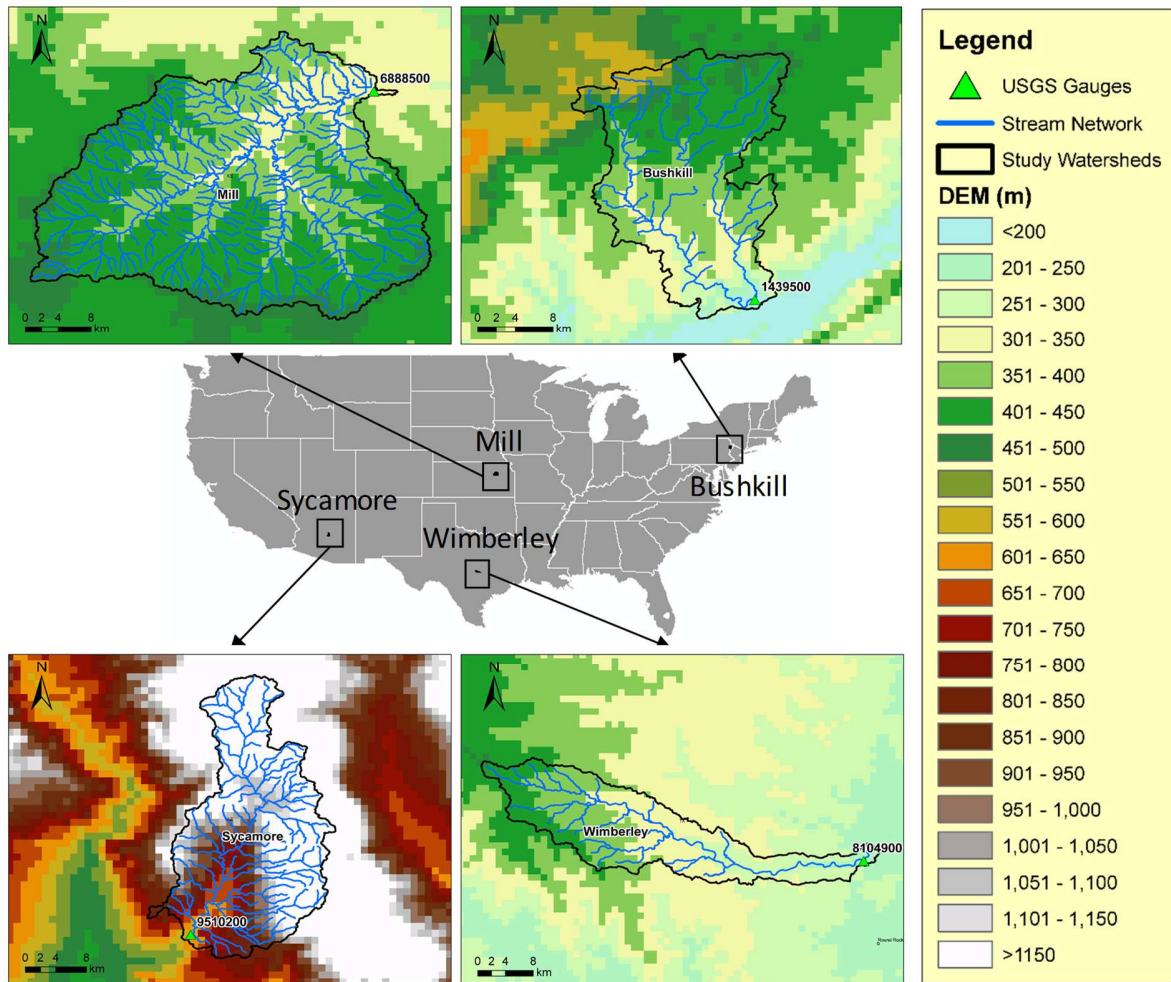 N
6888500
Mill
0 2 4 8
km
N
Bushkill
1439500
0 2 4 8
km
Mill
Sycamore
Wimberley
Bushkill
N
Sycamore
9510200
0 2 4 8
km
N
Wimberley
8104900
Round Rock
0 2 4 8
km
Legend
USGS Gauges
Stream Network
Study Watersheds
DEM (m)
<200
201 - 250
251 - 300
301 - 350
351 - 400
401 - 450
451 - 500
501 - 550
551 - 600
601 - 650
651 - 700
701 - 750
751 - 800
801 - 850
851 - 900
901 - 950
951 - 1,000
1,001 - 1,050
1,051 - 1,100
1,101 - 1,150
>1150